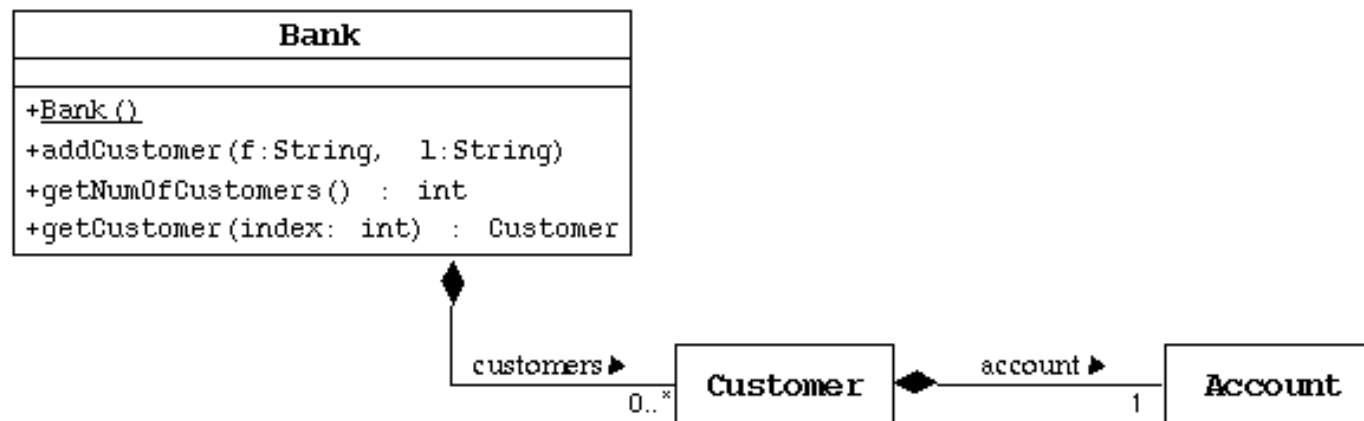 Bank
+Bank()
+addCustomer(f:String, l:String)
+getNumOfCustomers() : int
+getCustomer(index: int) : Customer
customers
0..*
Customer
account
1
Account